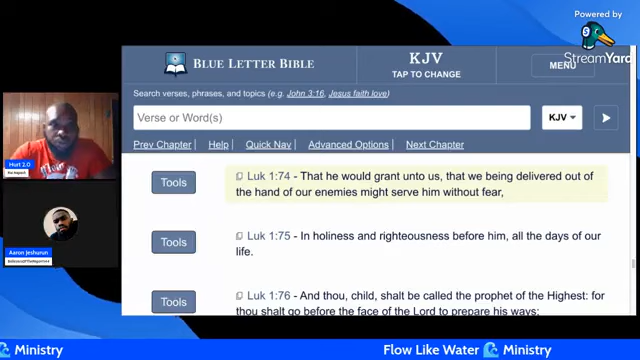 Powered by
StreamYard
BLUE LETTER BIBLE
KJV
TAP TO CHANGE
MENU
Search verses, phrases, and topics (e.g. John 3:16, Jesus faith love)
Verse or Word(s)
KJV
Prev Chapter
Help
Quick Nav
Advanced Options
Next Chapter
Hurt 2.0
Tools
Luk 1:74 - That he would grant unto us, that we being delivered out of
the hand of our enemies might serve him without fear,
Aaron Jeshurun
Tools
Luk 1:75 - In holiness and righteousness before him, all the days of our
life.
Tools
Luk 1:76 - And thou, child, shalt be called the prophet of the Highest: for
thou shalt go before the face of the Lord to prepare his ways;
Ministry
Flow Like Water
Ministry